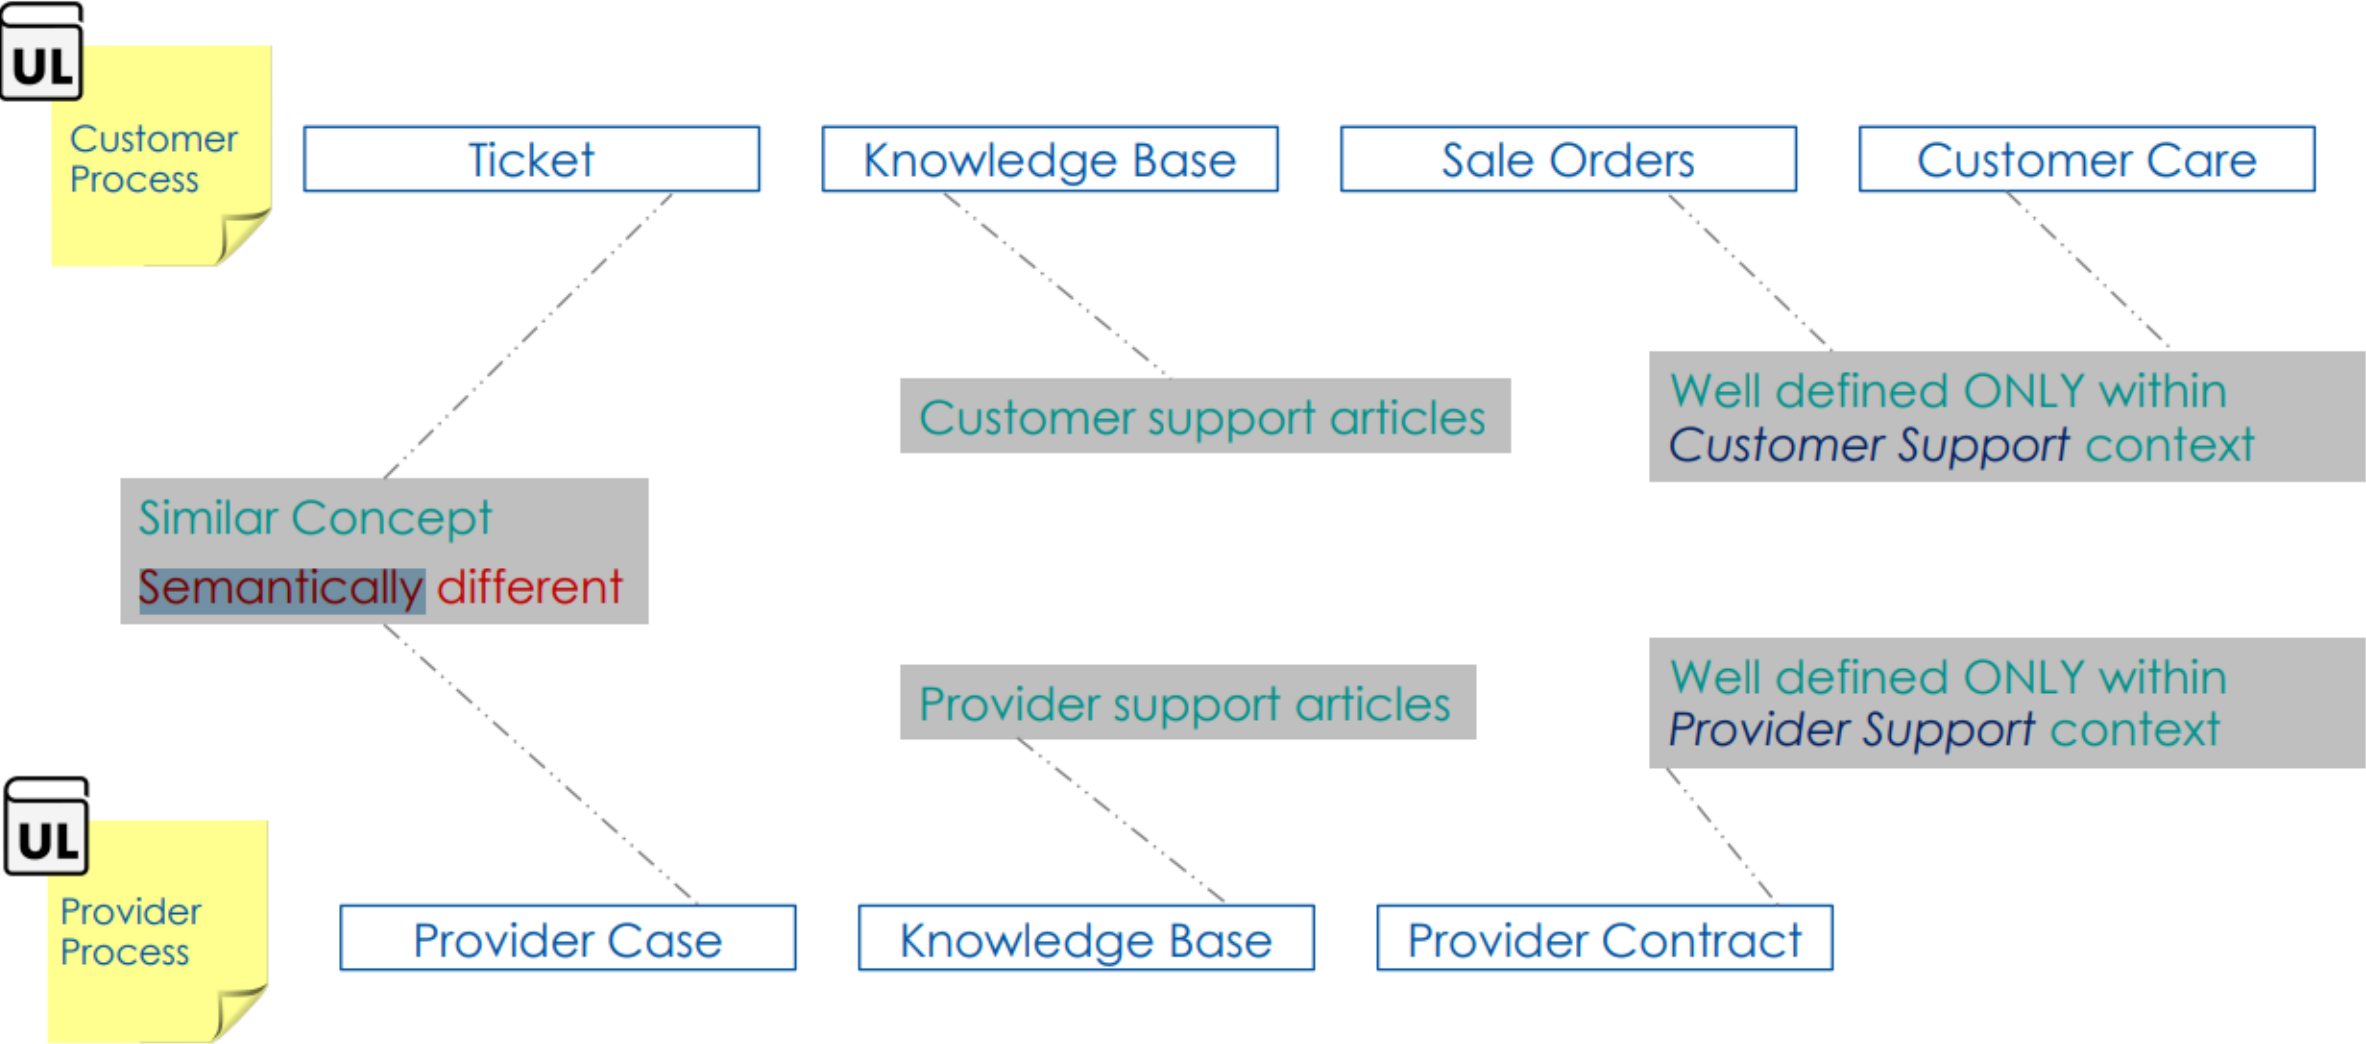 UL
Customer
Process
Ticket
Knowledge Base
Sale Orders
Customer Care
Customer support articles
Well defined ONLY within
Customer Support context
Similar Concept
Semantically different
Provider support articles
Well defined ONLY within
Provider Support context
UL
Provider
Process
Provider Case
Knowledge Base
Provider Contract